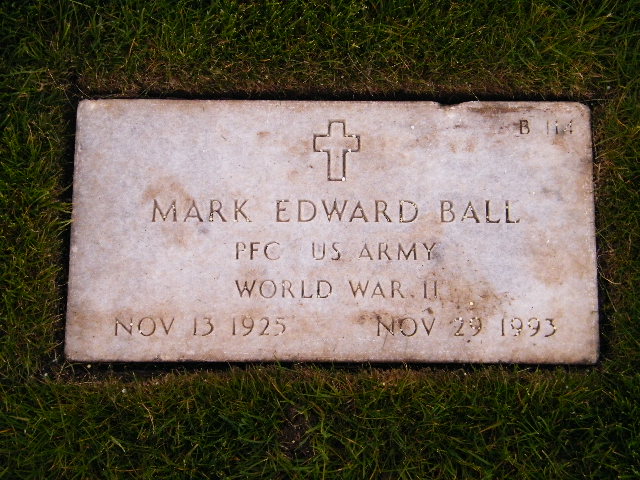 B 114
MARK EDWARD BALL
PFC US ARMY
WORLD WAR II
NOV 13 1925 NOV 29 1993